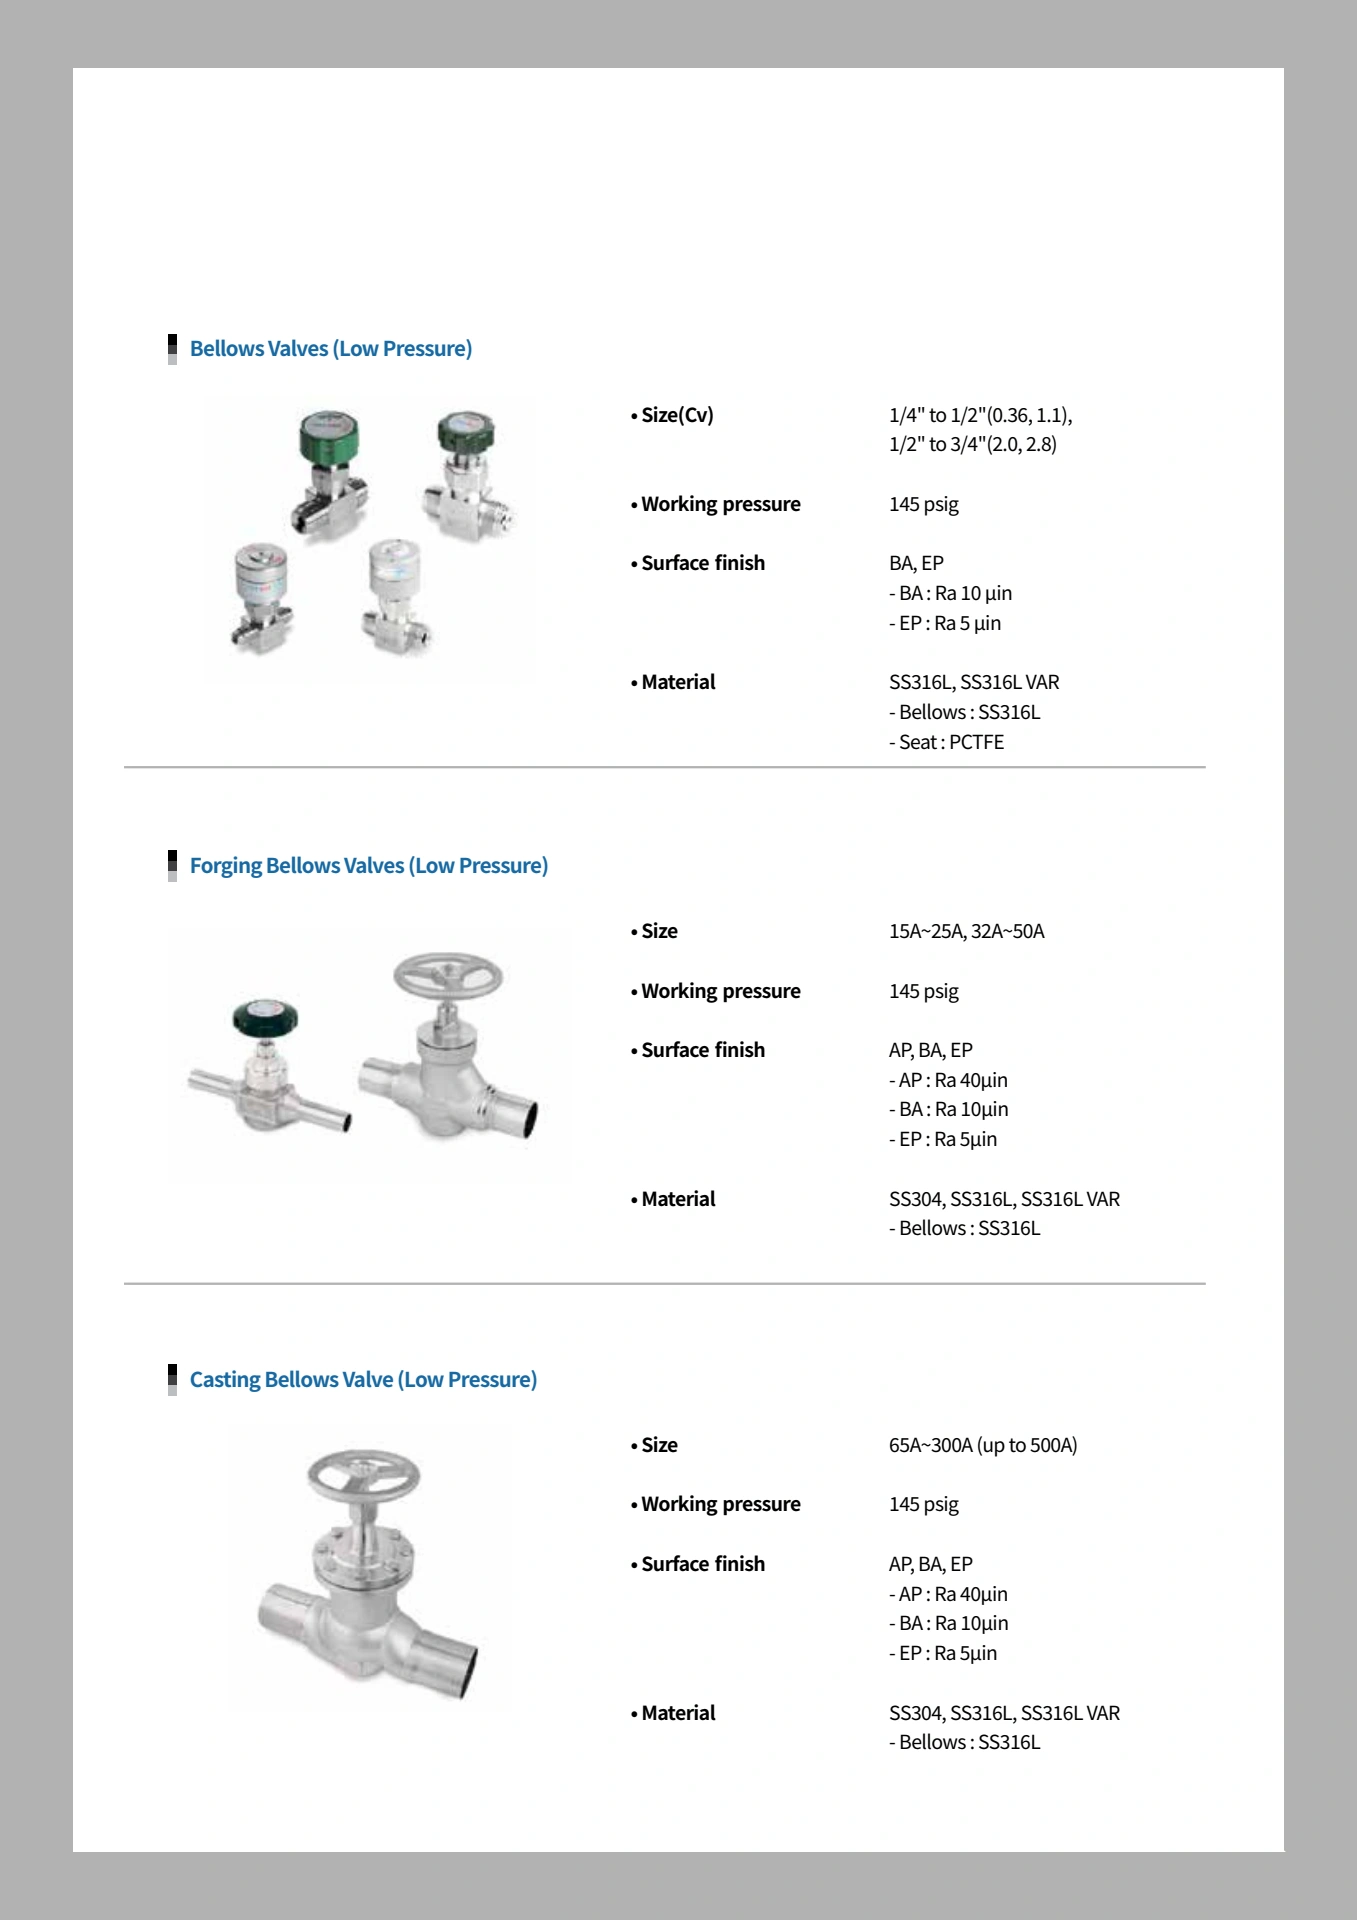 Bellows Valves (Low Pressure)
• Size(Cv) 1/4" to 1/2"(0.36, 1.1),
1/2" to 3/4"(2.0, 2.8)
• Working pressure 145 psig
• Surface finish BA, EP
- BA : Ra 10 μin
- EP : Ra 5 μin
• Material SS316L, SS316L VAR
- Bellows : SS316L
- Seat : PCTFE
Forging Bellows Valves (Low Pressure)
• Size 15A~25A, 32A~50A
• Working pressure 145 psig
• Surface finish AP, BA, EP
- AP : Ra 40μin
- BA : Ra 10μin
- EP : Ra 5μin
• Material SS304, SS316L, SS316L VAR
- Bellows : SS316L
Casting Bellows Valve (Low Pressure)
• Size 65A~300A (up to 500A)
• Working pressure 145 psig
• Surface finish AP, BA, EP
- AP : Ra 40μin
- BA : Ra 10μin
- EP : Ra 5μin
• Material SS304, SS316L, SS316L VAR
- Bellows : SS316L